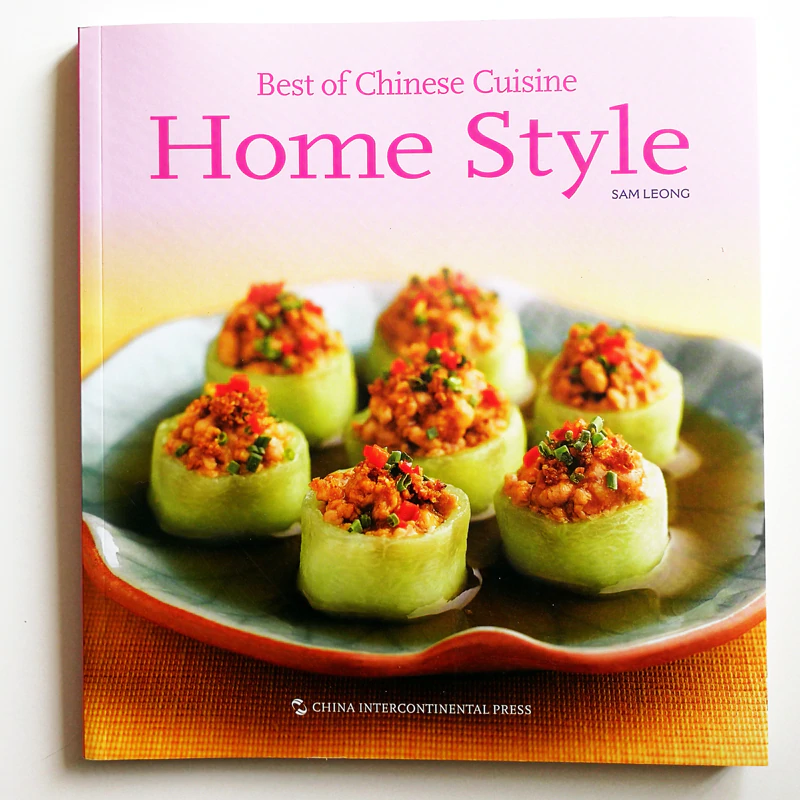 Best of Chinese Cuisine
Home Style
SAM LEONG
CHINA INTERCONTINENTAL PRESS